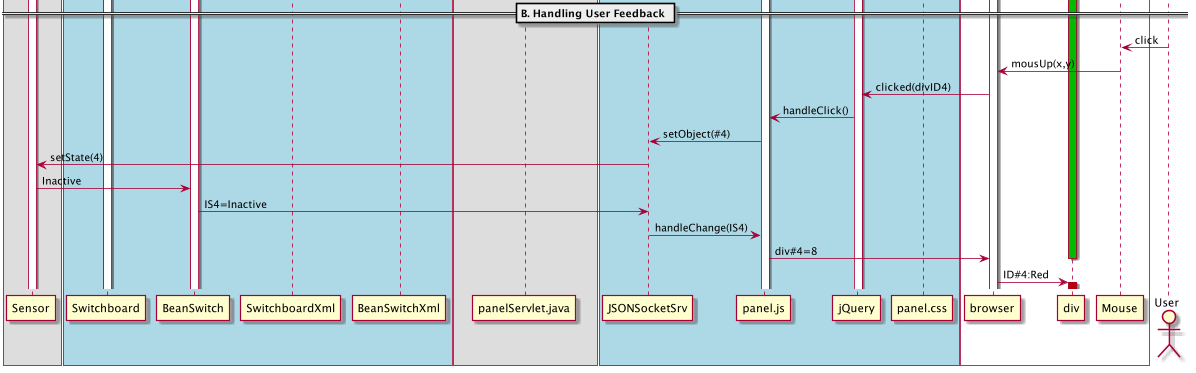 B. Handling User Feedback
click
mousUp(x,y)
clicked(divID4)
handleClick()
setObject(#4)
setState(4)
Inactive
IS4=Inactive
handleChange(IS4)
div#4=8
ID#4:Red
User
Sensor Switchboard BeanSwitch SwitchboardXml BeanSwitchXml panelServlet.java JSONSocketSrv panel.js jQuery panel.css browser div Mouse